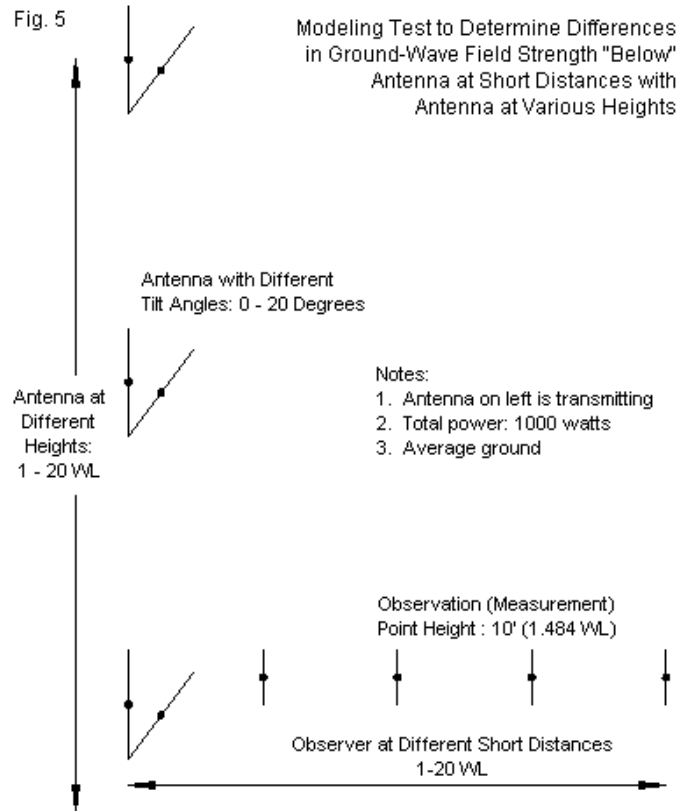 Fig. 5
Modeling Test to Determine Differences
in Ground-Wave Field Strength "Below"
Antenna at Short Distances with
Antenna at Various Heights
Antenna with Different
Tilt Angles: 0 - 20 Degrees
Antenna at
Different
Heights:
1 - 20 WL
Notes:
1. Antenna on left is transmitting
2. Total power: 1000 watts
3. Average ground
Observation (Measurement)
Point Height : 10' (1.484 WL)
Observer at Different Short Distances
1-20 WL